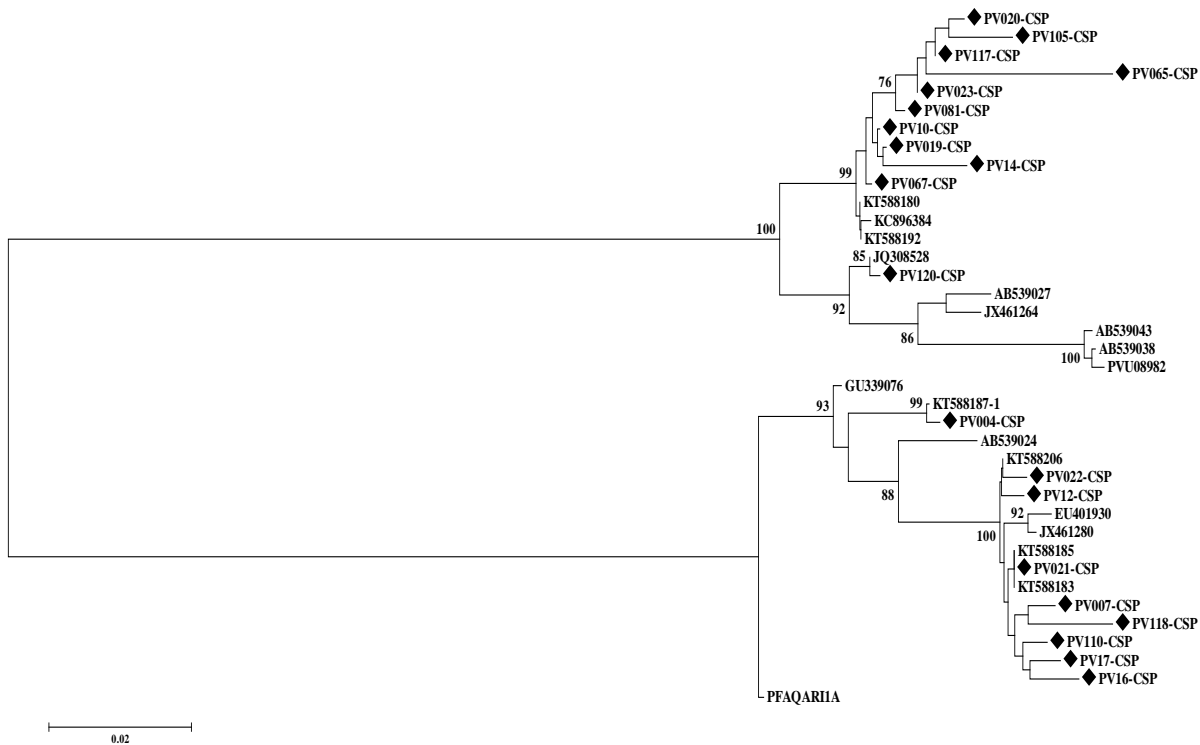 PV020-CSP
PV105-CSP
PV117-CSP
PV065-CSP
76
PV023-CSP
PV081-CSP
PV10-CSP
PV019-CSP
PV14-CSP
99
PV067-CSP
KT588180
KC896384
100
KT588192
85
JQ308528
PV120-CSP
AB539027
92
JX461264
AB539043
86
AB539038
100
PVU08982
GU339076
93
99
KT588187-1
PV004-CSP
AB539024
KT588206
PV022-CSP
88
PV12-CSP
92
EU401930
JX461280
100
KT588185
PV021-CSP
KT588183
PV007-CSP
PV118-CSP
PV110-CSP
PV17-CSP
PV16-CSP
PFAQARI1A
0.02